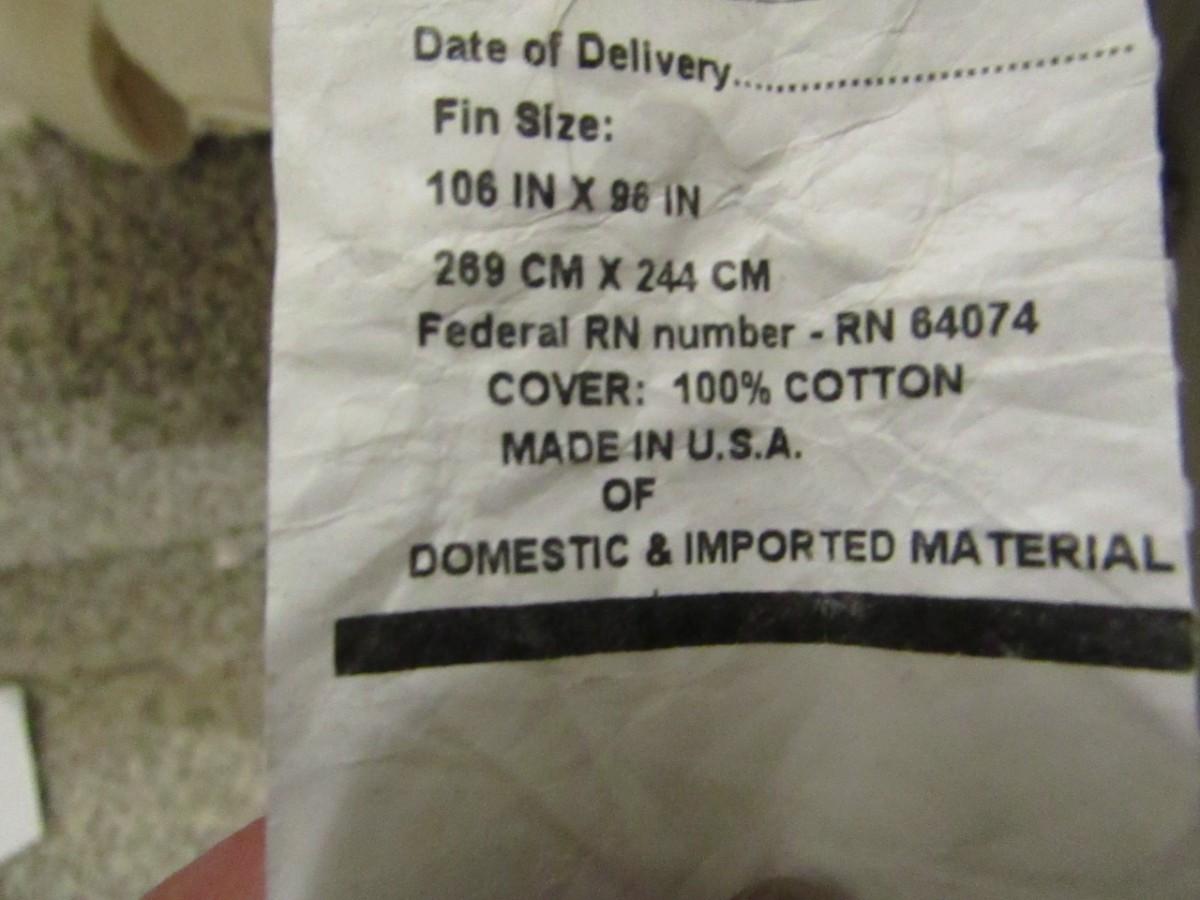 Date of Delivery..............................................
Fin Size:
106 IN X 96 IN
269 CM X 244 CM
Federal RN number - RN 64074
COVER: 100% COTTON
MADE IN U.S.A.
OF
DOMESTIC & IMPORTED MATERIAL